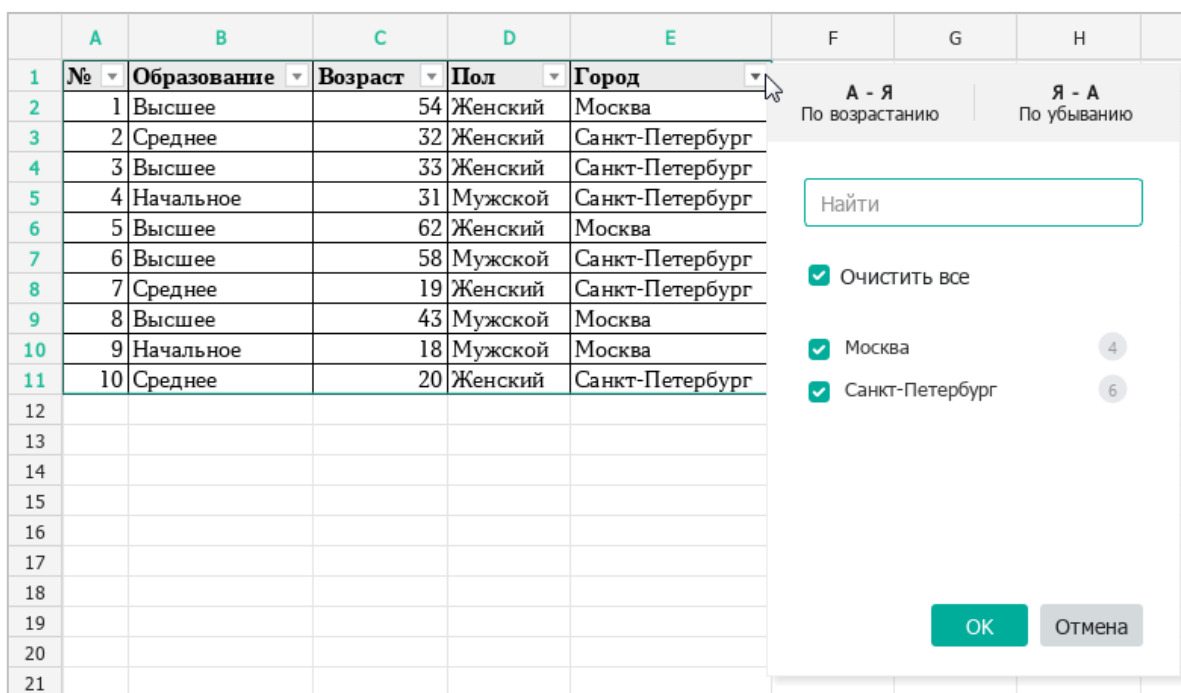 A B C D E F G H
1 № Образование Возраст Пол Город
2 1 Высшее 54 Женский Москва
3 2 Среднее 32 Женский Санкт-Петербург
4 3 Высшее 33 Женский Санкт-Петербург
5 4 Начальное 31 Мужской Санкт-Петербург
6 5 Высшее 62 Женский Москва
7 6 Высшее 58 Мужской Санкт-Петербург
8 7 Среднее 19 Женский Санкт-Петербург
9 8 Высшее 43 Мужской Москва
10 9 Начальное 18 Мужской Москва
11 10 Среднее 20 Женский Санкт-Петербург
12
13
14
15
16
17
18
19
20
21
А - Я Я - А
По возрастанию По убыванию
Найти
Очистить все
Москва 4
Санкт-Петербург 6
OK Отмена